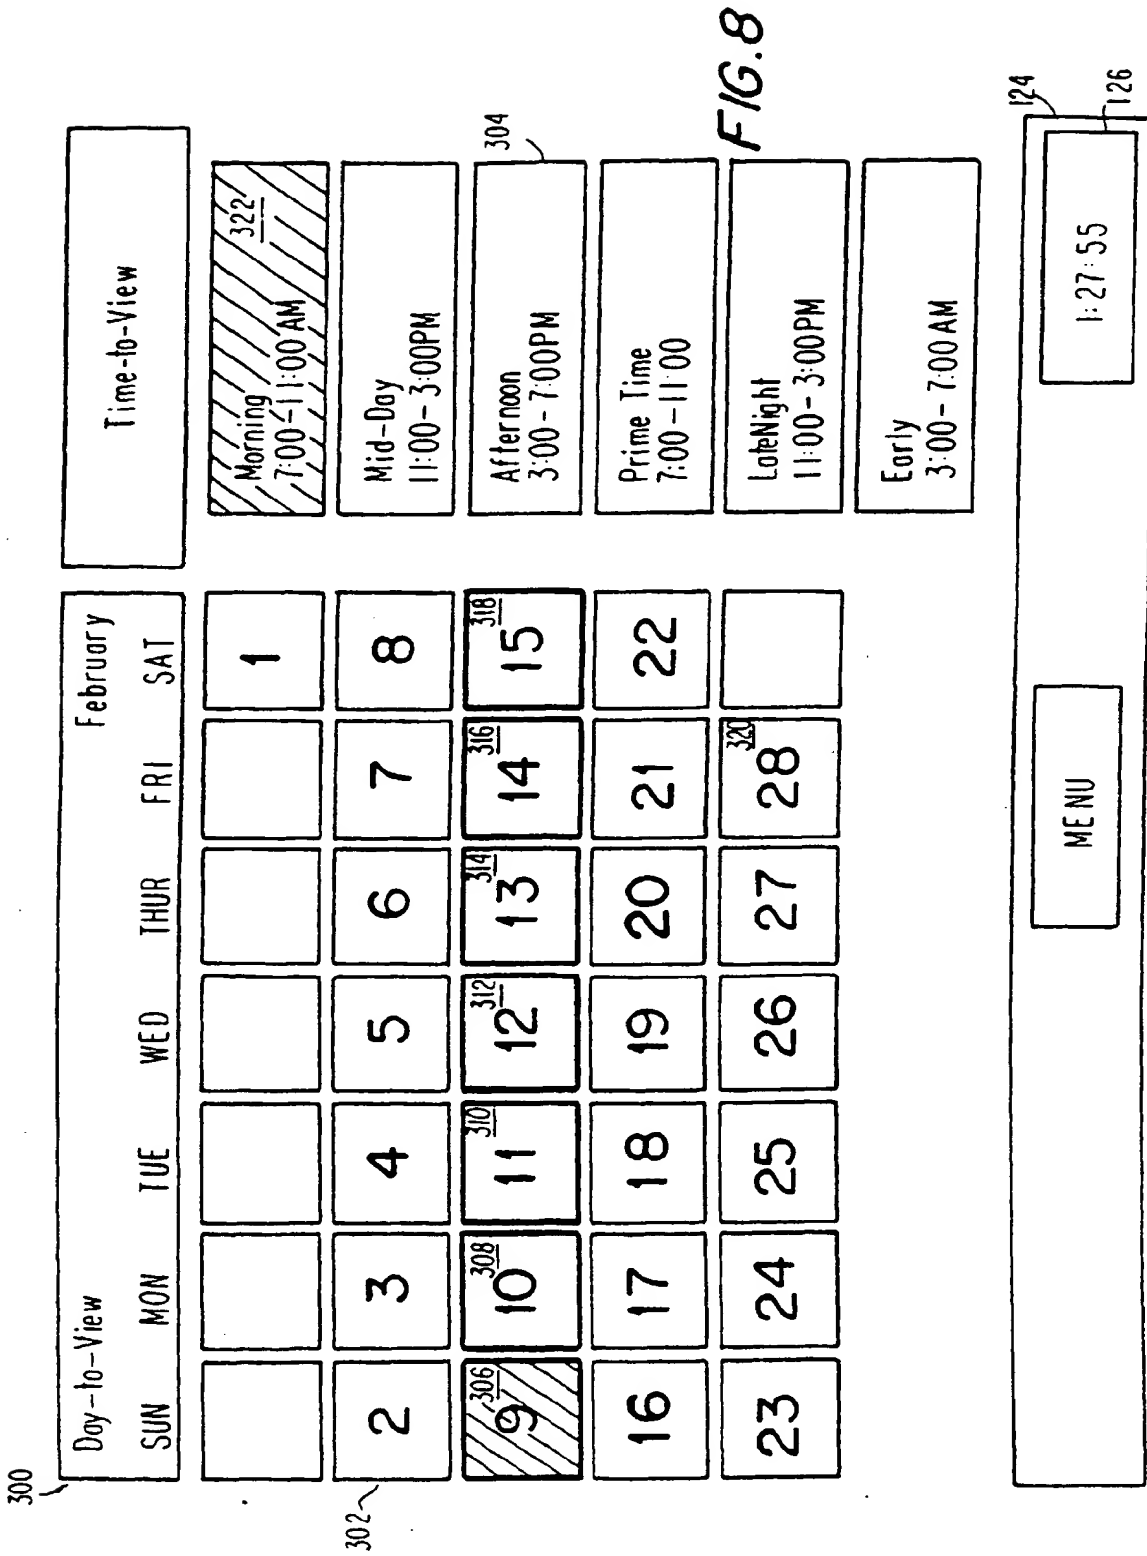 300
Day-to-View February
SUN MON TUE WED THUR FRI SAT
1
302
2 3 4 5 6 7 8
9 306 10 308 11 310 12 312 13 314 14 316 15 318
16 17 18 19 20 21 22
23 24 25 26 27 28 320
Time-to-View
322
Morning
7:00-11:00 AM
Mid-Day
11:00-3:00PM
304
Afternoon
3:00-7:00PM
Prime Time
7:00-11:00
LateNight
11:00-3:00PM
Early
3:00-7:00AM
FIG.8
MENU
1:27:55
124
126